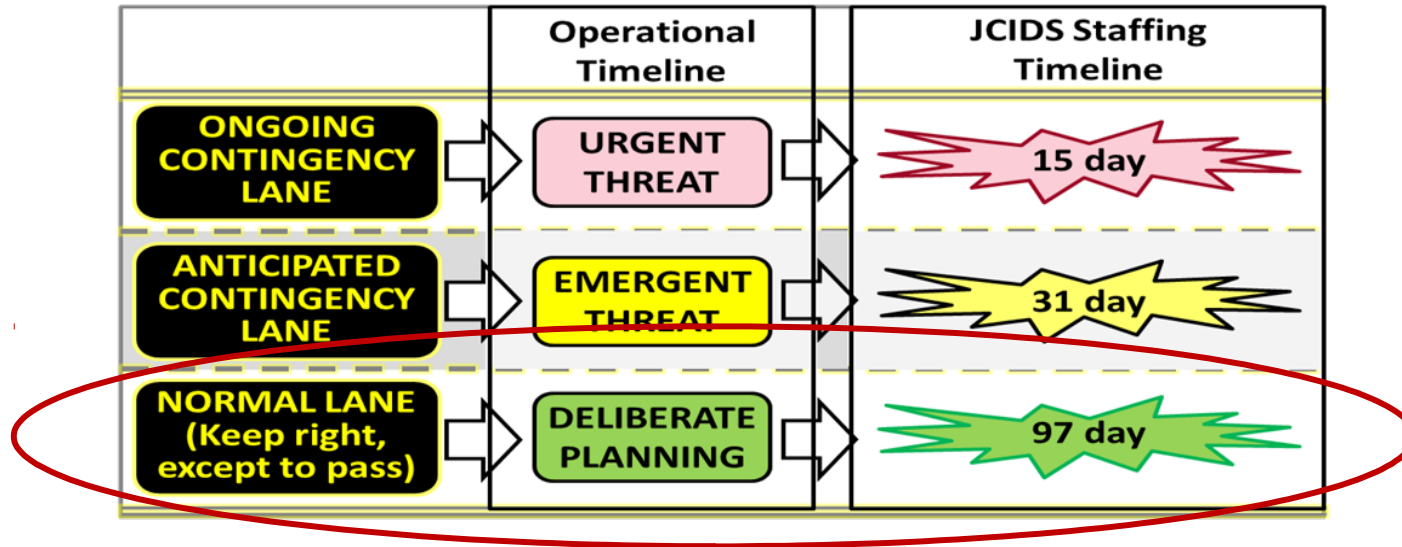 Operational
Timeline
JCIDS Staffing
Timeline
ONGOING
CONTINGENCY
LANE
URGENT
THREAT
15 day
ANTICIPATED
CONTINGENCY
LANE
EMERGENT
THREAT
31 day
NORMAL LANE
(Keep right,
except to pass)
DELIBERATE
PLANNING
97 day